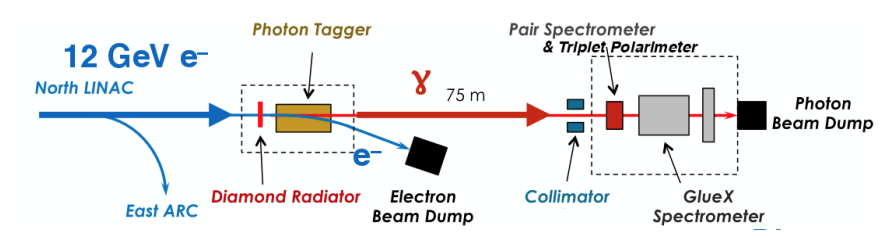 Photon Tagger
Pair Spectrometer
& Triplet Polarimeter
12 GeV e⁻
North LINAC
γ
75 m
Photon
Beam Dump
e⁻
Diamond Radiator
Electron
Beam Dump
Collimator
GlueX
Spectrometer
East ARC